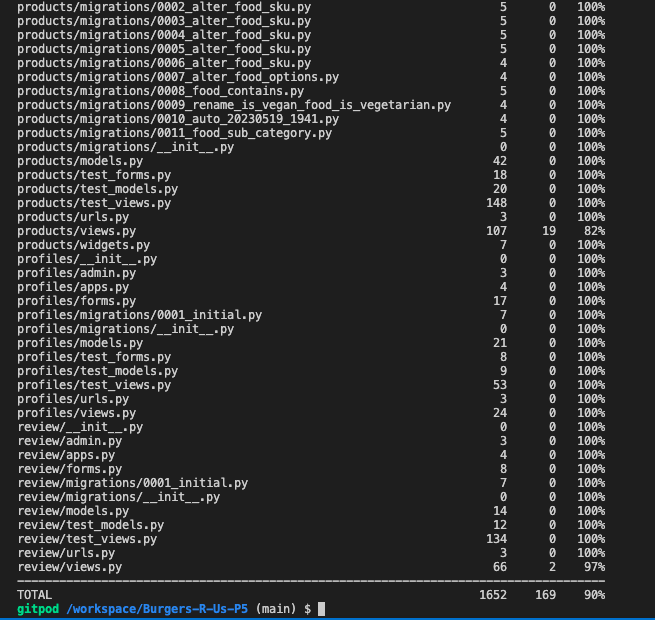 products/migrations/0002_alter_food_sku.py 5 0 100%
products/migrations/0003_alter_food_sku.py 5 0 100%
products/migrations/0004_alter_food_sku.py 5 0 100%
products/migrations/0005_alter_food_sku.py 5 0 100%
products/migrations/0006_alter_food_sku.py 4 0 100%
products/migrations/0007_alter_food_options.py 4 0 100%
products/migrations/0008_food_contains.py 5 0 100%
products/migrations/0009_rename_is_vegan_food_is_vegetarian.py 4 0 100%
products/migrations/0010_auto_20230519_1941.py 4 0 100%
products/migrations/0011_food_sub_category.py 5 0 100%
products/migrations/__init__.py 0 0 100%
products/models.py 42 0 100%
products/test_forms.py 18 0 100%
products/test_models.py 20 0 100%
products/test_views.py 148 0 100%
products/urls.py 3 0 100%
products/views.py 107 19 82%
products/widgets.py 7 0 100%
profiles/__init__.py 0 0 100%
profiles/admin.py 3 0 100%
profiles/apps.py 4 0 100%
profiles/forms.py 17 0 100%
profiles/migrations/0001_initial.py 7 0 100%
profiles/migrations/__init__.py 0 0 100%
profiles/models.py 21 0 100%
profiles/test_forms.py 8 0 100%
profiles/test_models.py 9 0 100%
profiles/test_views.py 53 0 100%
profiles/urls.py 3 0 100%
profiles/views.py 24 0 100%
review/__init__.py 0 0 100%
review/admin.py 3 0 100%
review/apps.py 4 0 100%
review/forms.py 8 0 100%
review/migrations/0001_initial.py 7 0 100%
review/migrations/__init__.py 0 0 100%
review/models.py 14 0 100%
review/test_models.py 12 0 100%
review/test_views.py 134 0 100%
review/urls.py 3 0 100%
review/views.py 66 2 97%
TOTAL 1652 169 90%
gitpod /workspace/Burgers-R-Us-P5 (main) $